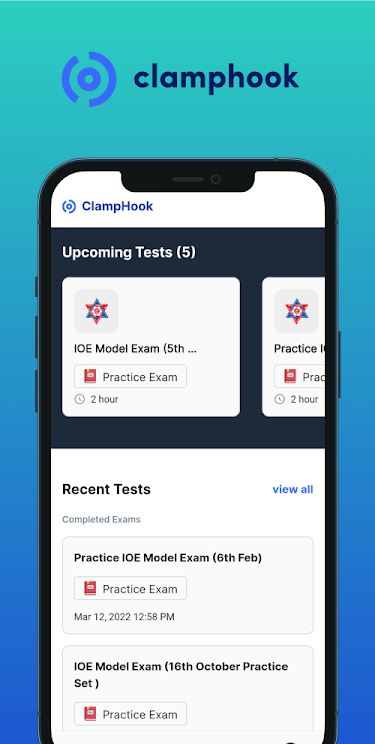 clamphook
ClampHook
Upcoming Tests (5)
IOE Model Exam (5th ...
Practice Exam
2 hour
Practice
Prac
2 hour
Recent Tests
view all
Completed Exams
Practice IOE Model Exam (6th Feb)
Practice Exam
Mar 12, 2022 12:58 PM
IOE Model Exam (16th October Practice
Set )
Practice Exam